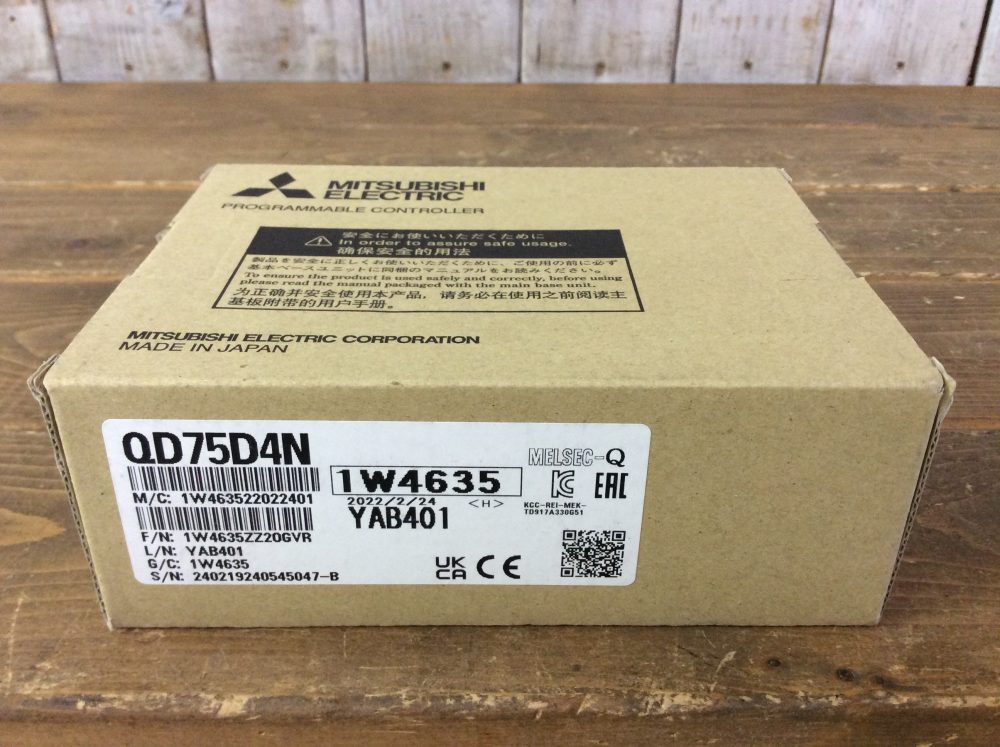 MITSUBISHI
ELECTRIC
PROGRAMMABLE CONTROLLER
安全にお使いいただくために
In order to assure safe usage.
确保安全的用法
製品を安全に正しくお使いいただくために、ご使用の前に必ず
基本ベースユニットに同梱のマニュアルをお読みください。
To ensure the product is used safely and correctly, before using
please read the manual packaged with the main base unit.
为正确并安全使用本产品，请务必在使用之前阅读主
基板附带的用户手册。
MITSUBISHI ELECTRIC CORPORATION
MADE IN JAPAN
QD75D4N
MELSEC-Q
1W4635
M/C: 1W463522022401
2022/2/24 <H>
YAB401
KCC-REI-MEK-
TD917A330G51
EAC
F/N: 1W4635ZZ20GVR
L/N: YAB401
G/C: 1W4635
S/N: 240219240545047-B
UK
CA
CE